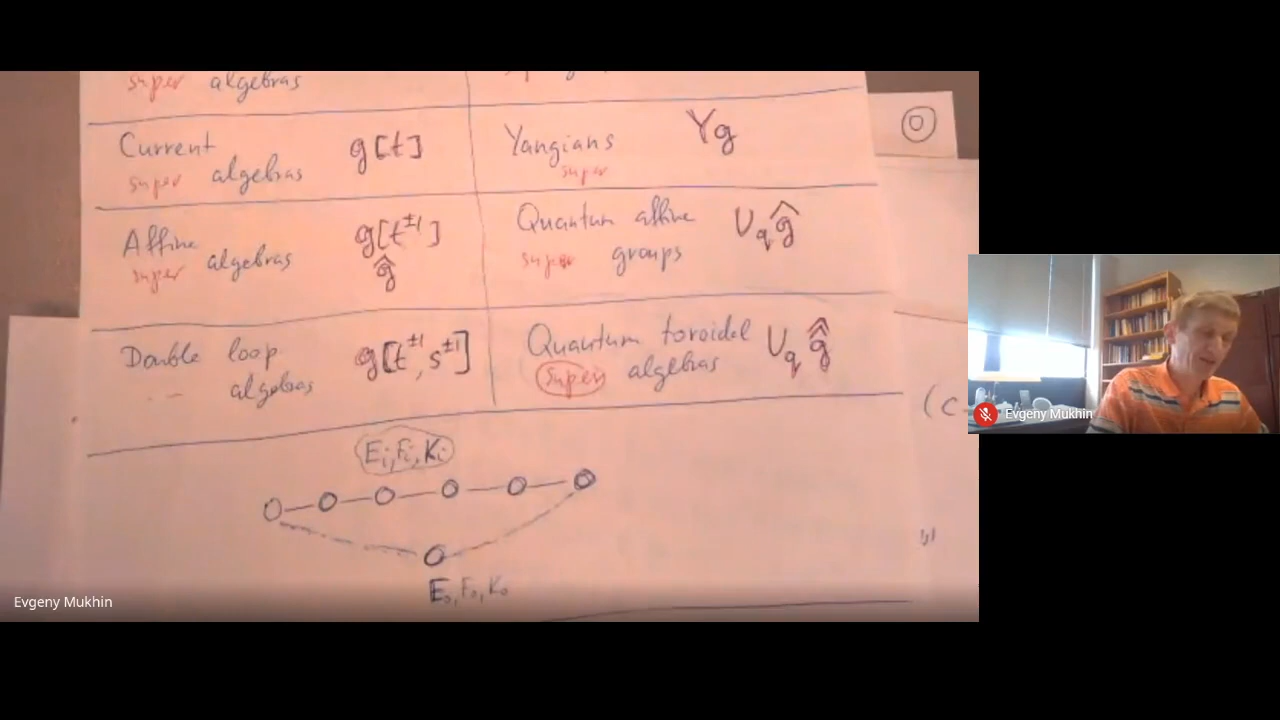 super algebras
Current g[t] Yangians Yg
super algebras super
Affine g[t^{±1}] Quantum affine U_q ĝ
super algebras ĝ super groups
Double loop g[t^{±1}, s^{±1}] Quantum toroidal U_q g^^
algebras super algebras
E_i, F_i, K_i
E_0, F_0, K_0
(c
Evgeny Mukhin
Evgeny Mukhin